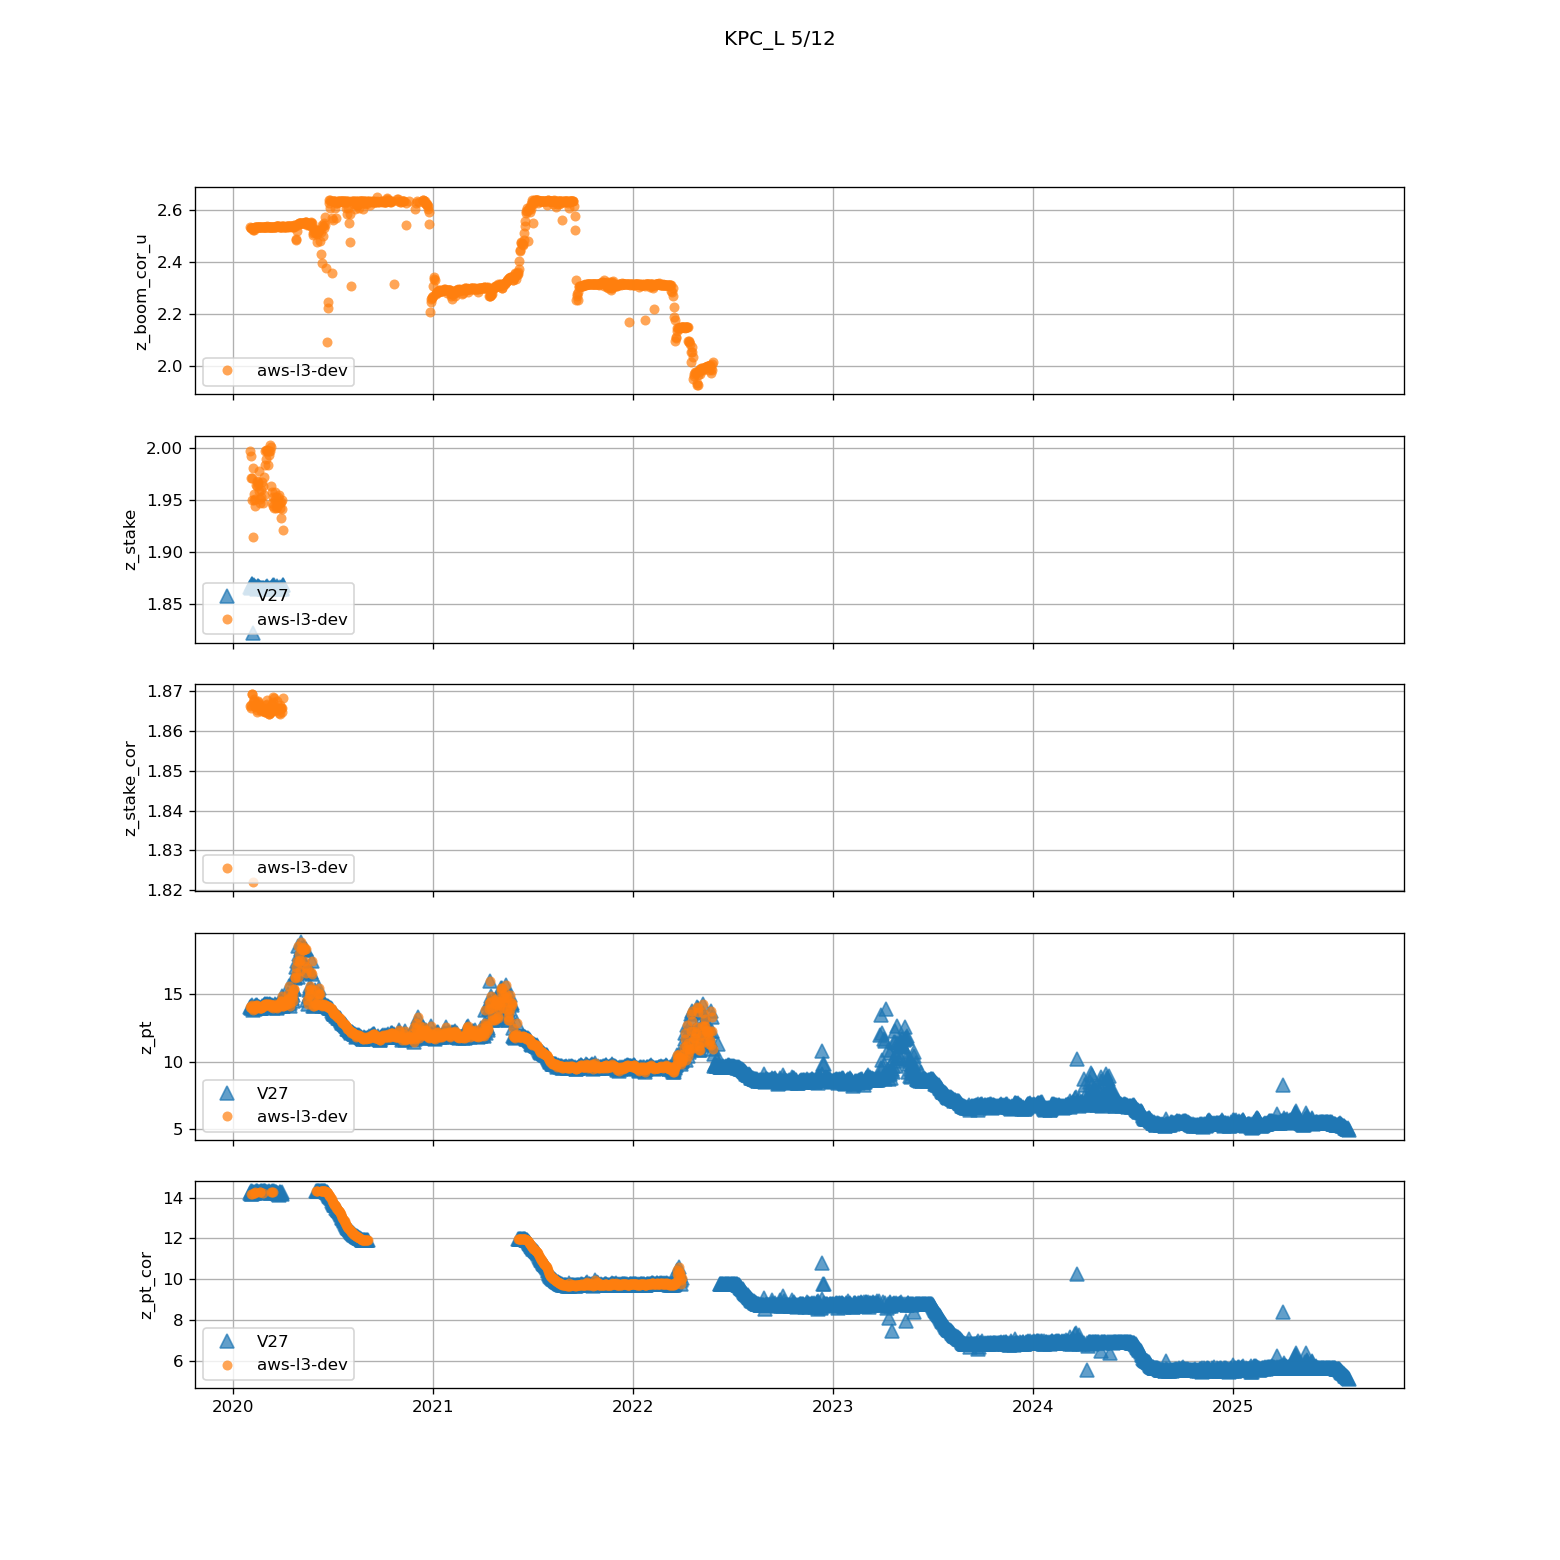 KPC_L 5/12
z_boom_cor_u
2.6
2.4
2.2
2.0
aws-l3-dev
z_stake
2.00
1.95
1.90
1.85
V27
aws-l3-dev
z_stake_cor
1.87
1.86
1.85
1.84
1.83
1.82
aws-l3-dev
z_pt
15
10
5
V27
aws-l3-dev
z_pt_cor
14
12
10
8
6
V27
aws-l3-dev
2020 2021 2022 2023 2024 2025